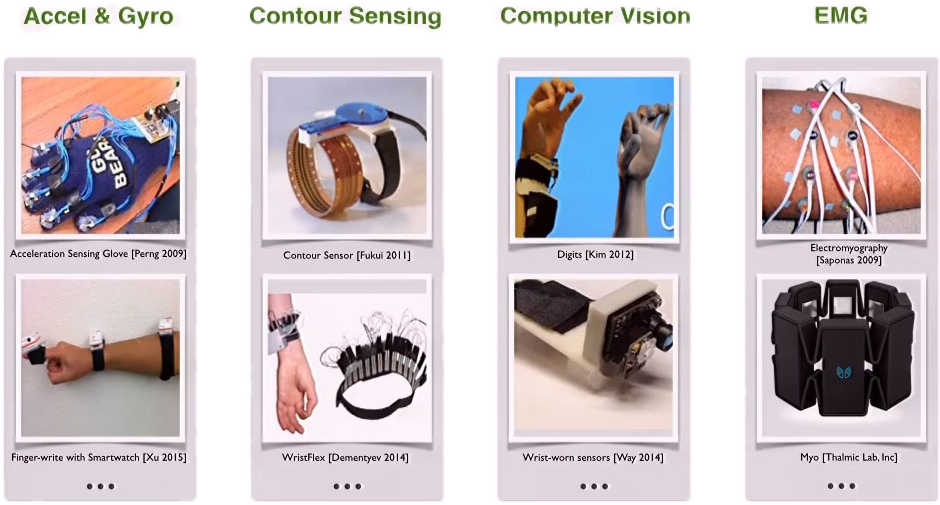 Accel & Gyro
Acceleration Sensing Glove [Perng 2009]
Finger-write with Smartwatch [Xu 2015]
•••
Contour Sensing
Contour Sensor [Fukui 2011]
WristFlex [Dementyev 2014]
•••
Computer Vision
Digits [Kim 2012]
Wrist-worn sensors [Way 2014]
•••
EMG
Electromyography
[Saponas 2009]
Myo [Thalmic Lab, Inc]
•••